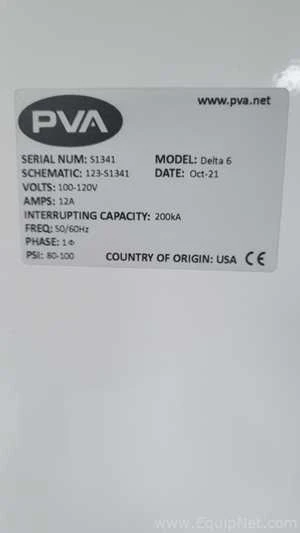 www.pva.net
PVA
SERIAL NUM: S1341 MODEL: Delta 6
SCHEMATIC: 123-S1341 DATE: Oct-21
VOLTS: 100-120V
AMPS: 12A
INTERRUPTING CAPACITY: 200kA
FREQ: 50/60Hz
PHASE: 1Φ
PSI: 80-100 COUNTRY OF ORIGIN: USA CE
www.EquipNet.com